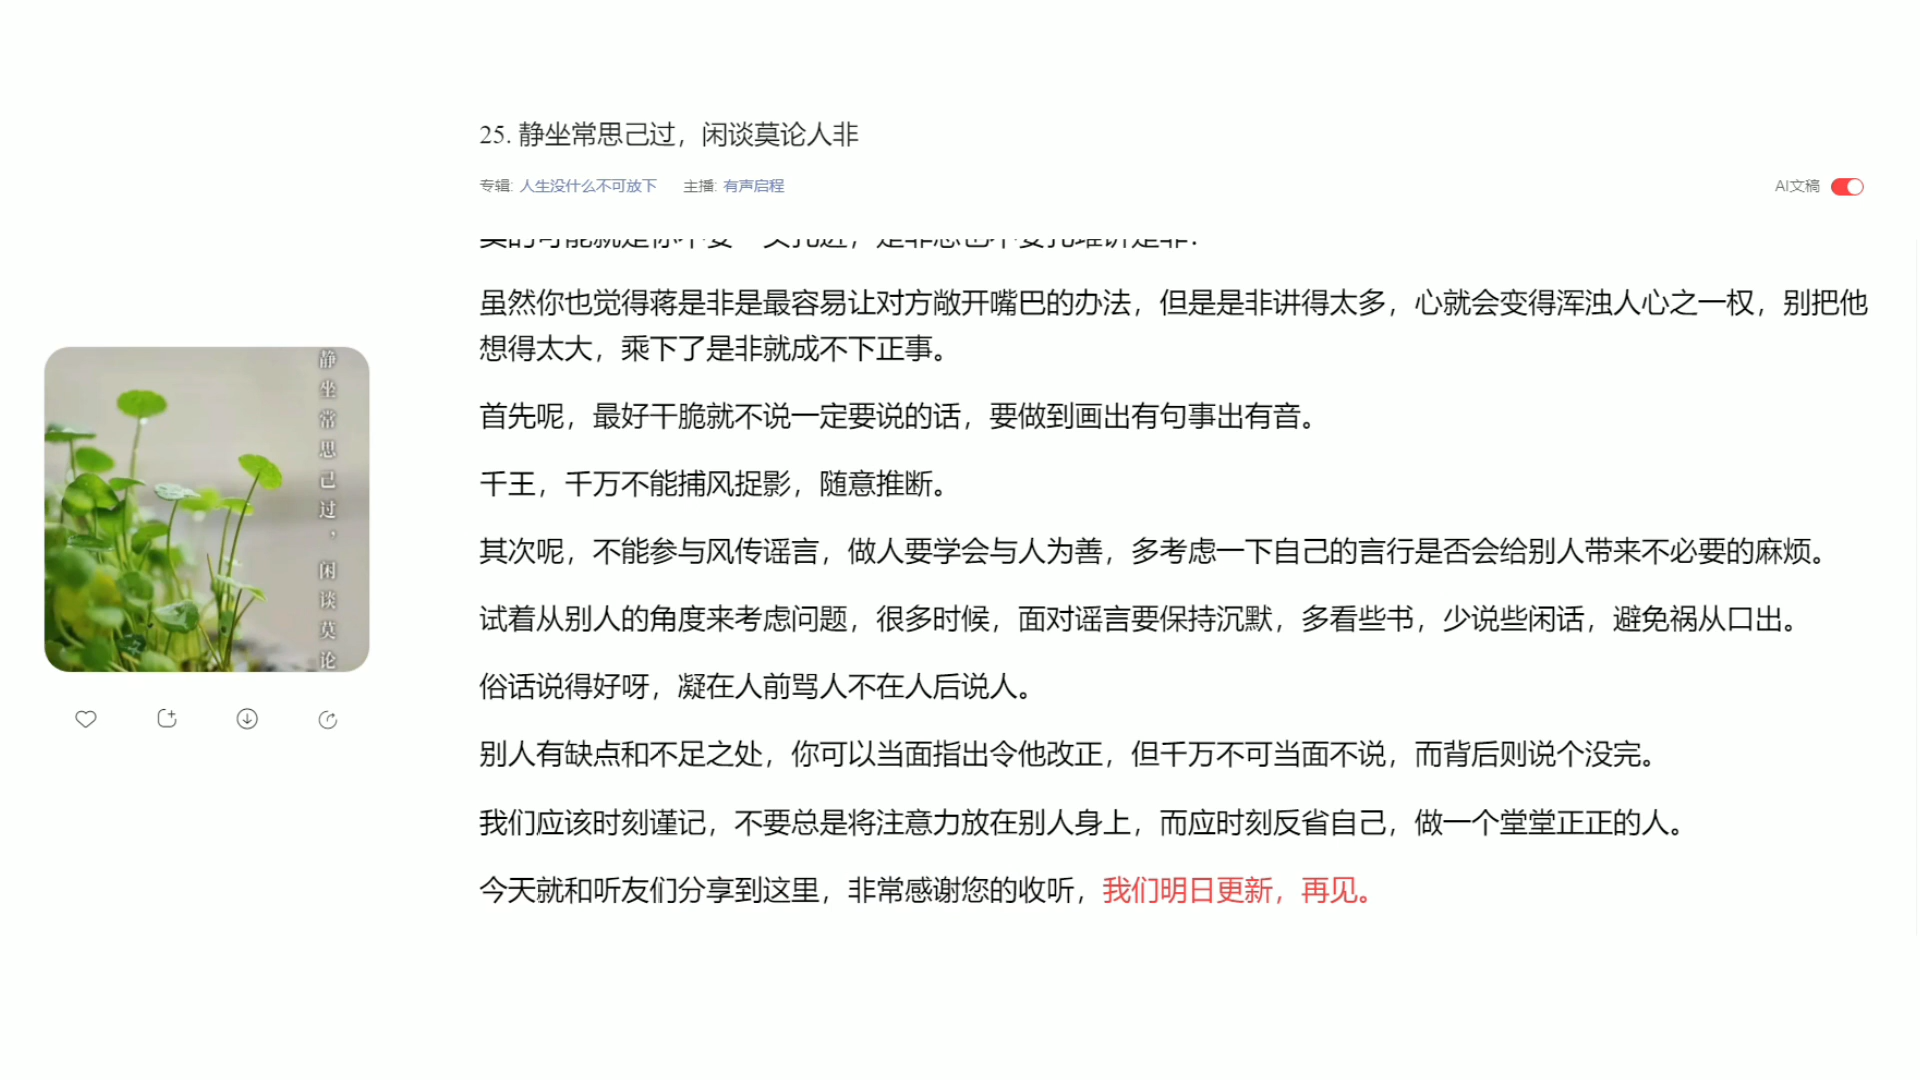 25. 静坐常思己过，闲谈莫论人非
专辑: 人生没什么不可放下 主播: 有声启程
AI文稿
虽然你也觉得蒋是非是最容易让对方敞开嘴巴的办法，但是是非讲得太多，心就会变得浑浊人心之一权，别把他
想得太大，乘下了是非就成不下正事。
首先呢，最好干脆就不说一定要说的话，要做到画出有句事出有音。
千王，千万不能捕风捉影，随意推断。
其次呢，不能参与风传谣言，做人要学会与人为善，多考虑一下自己的言行是否会给别人带来不必要的麻烦。
试着从别人的角度来考虑问题，很多时候，面对谣言要保持沉默，多看些书，少说些闲话，避免祸从口出。
俗话说得好呀，凝在人前骂人不在人后说人。
别人有缺点和不足之处，你可以当面指出令他改正，但千万不可当面不说，而背后则说个没完。
我们应该时刻谨记，不要总是将注意力放在别人身上，而应时刻反省自己，做一个堂堂正正的人。
今天就和听友们分享到这里，非常感谢您的收听，我们明日更新，再见。
静坐常思己过，闲谈莫论